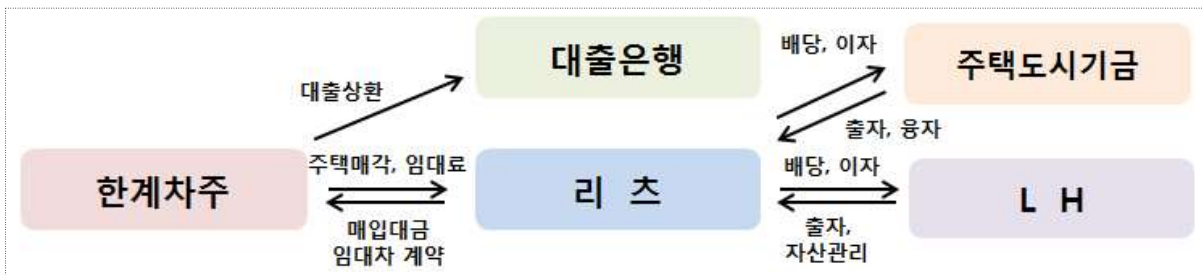 대출은행
배당, 이자
주택도시기금
대출상환
출자, 융자
한계차주
주택매각, 임대료
리 츠
배당, 이자
L H
매입대금
임대차 계약
출자,
자산관리